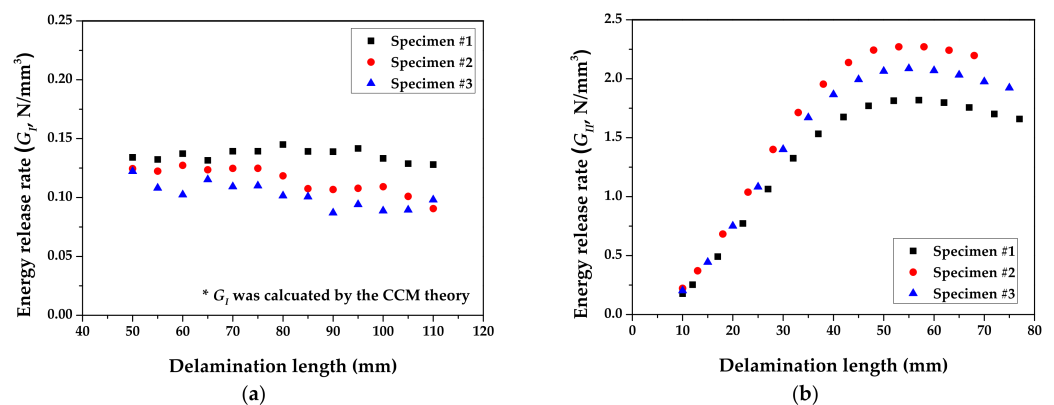 Energy release rate (G_I, N/mm³)
0.25
0.20
0.15
0.10
0.05
0.00
Specimen #1
Specimen #2
Specimen #3
* G_I was calcuated by the CCM theory
40 50 60 70 80 90 100 110 120
Delamination length (mm)
(a)
Energy release rate (G_II, N/mm³)
2.5
2.0
1.5
1.0
0.5
0.0
Specimen #1
Specimen #2
Specimen #3
0 10 20 30 40 50 60 70 80
Delamination length (mm)
(b)